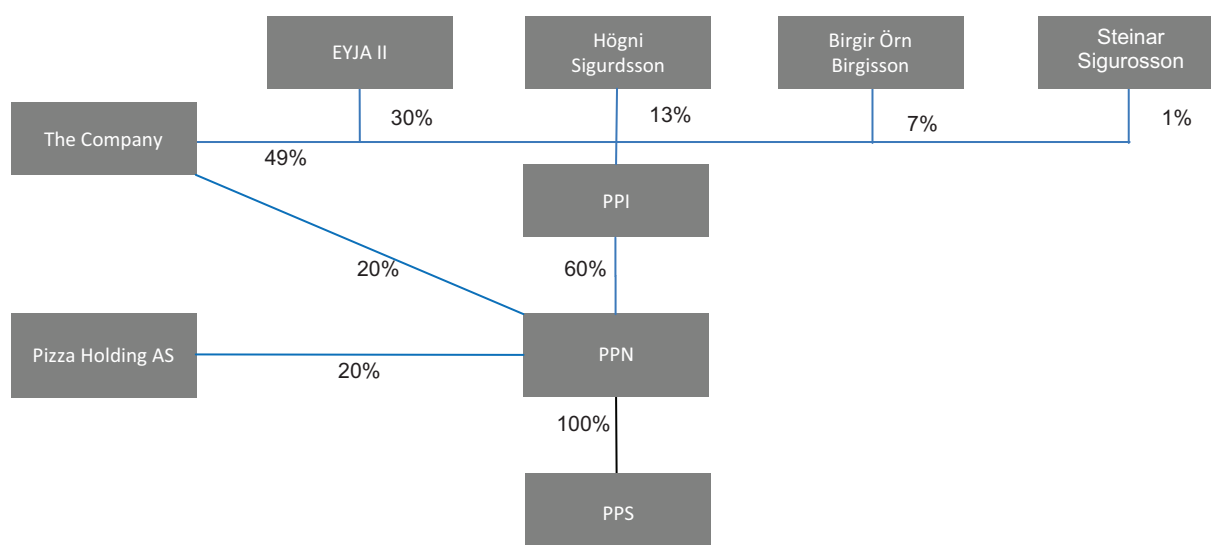 EYJA II
Högni
Sigurdsson
Birgir Örn
Birgisson
Steinar
Sigurosson
The Company
30%
13%
7%
1%
49%
PPI
20%
60%
Pizza Holding AS
PPN
20%
100%
PPS